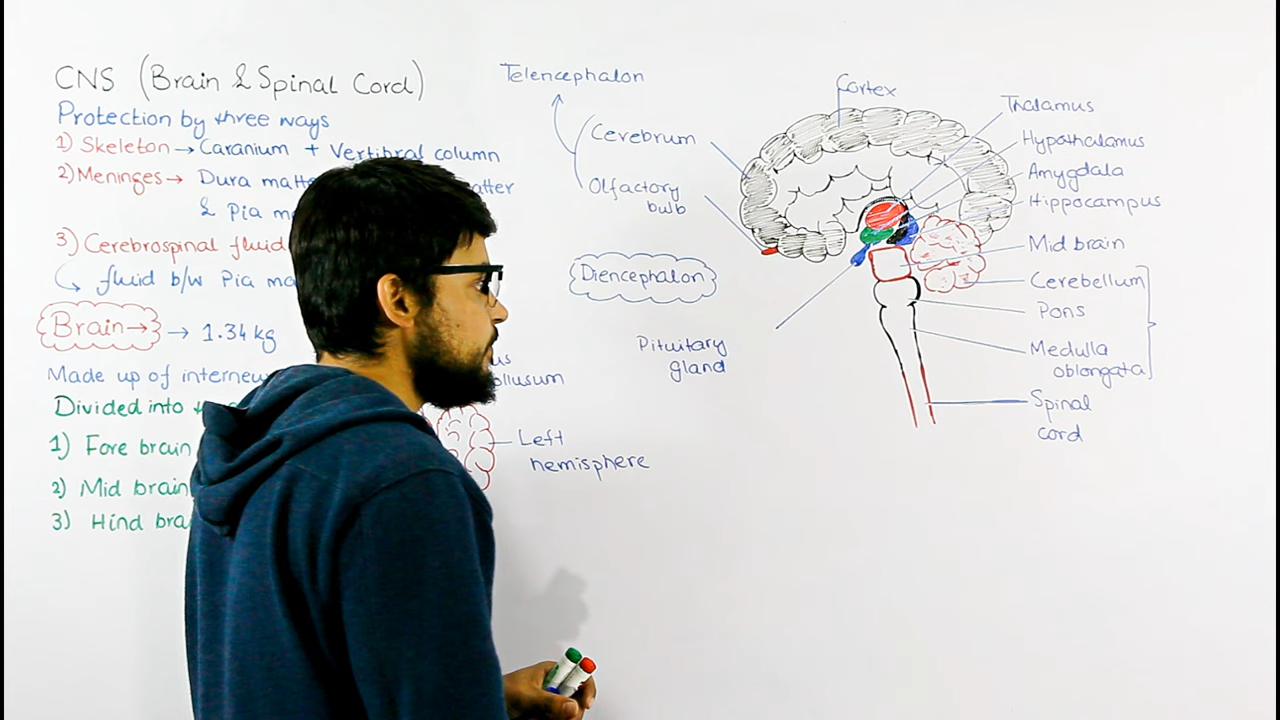 CNS (Brain & Spinal Cord)
Protection by three ways
1) Skeleton → Caranium + Vertibral column
2) Meninges → Dura matt
atter
& Pia m
3) Cerebrospinal fluid
fluid b/w Pia ma
Brain → → 1.34 kg
Made up of interneu
Divided into
1) Fore brain
2) Mid brain
3) Hind bra
us
ollusum
Left
hemisphere
Telencephalon
Cerebrum
Olfactory
bulb
Diencephalon
Pituitary
gland
Cortex
Thalamus
Hypothalamus
Amygdala
Hippocampus
Mid brain
Cerebellum
Pons
Medulla
oblongata
Spinal
cord